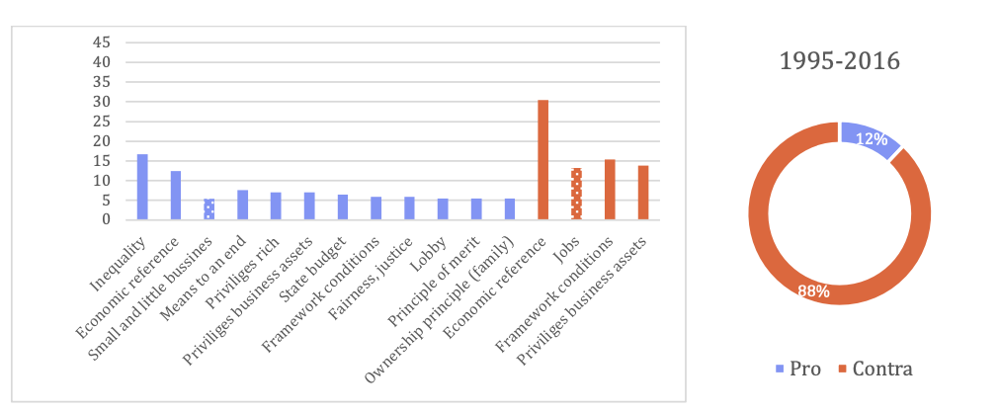 45
40
35
30
25
20
15
10
5
0
Inequality
Economic reference
Small and little bussines
Means to an end
Priviliges rich
Priviliges business assets
State budget
Framework conditions
Fairness, justice
Lobby
Principle of merit
Ownership principle (family)
Economic reference
Jobs
Framework conditions
Priviliges business assets
1995-2016
12%
88%
Pro
Contra